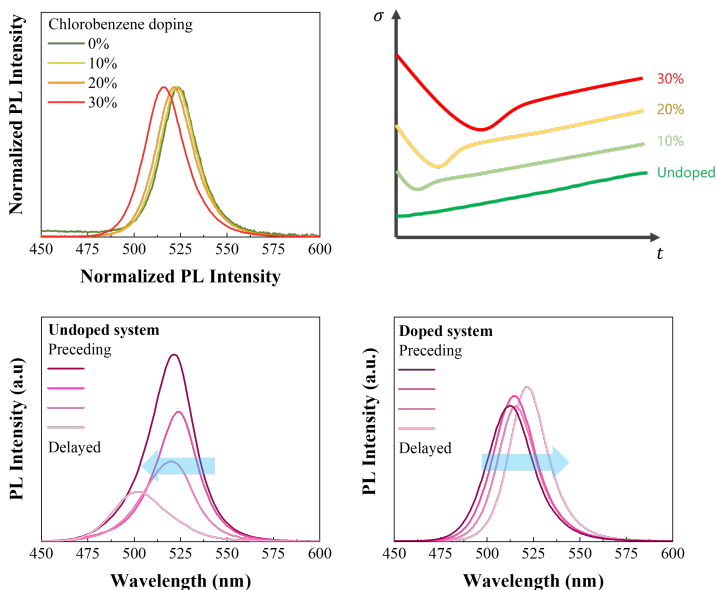 Normalized PL Intensity
Chlorobenzene doping
0%
10%
20%
30%
450 475 500 525 550 575 600
Normalized PL Intensity
σ
30%
20%
10%
Undoped
t
PL Intensity (a.u)
Undoped system
Preceding
Delayed
450 475 500 525 550 575 600
Wavelength (nm)
PL Intensity (a.u.)
Doped system
Preceding
Delayed
450 475 500 525 550 575 600
Wavelength (nm)